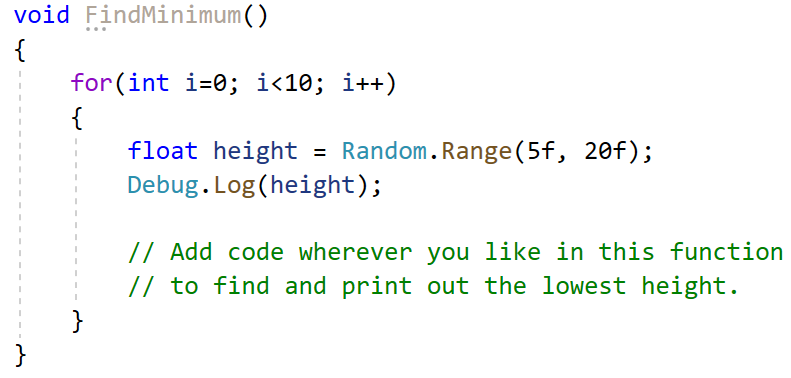 void FindMinimum()
{
    for(int i=0; i<10; i++)
    {
        float height = Random.Range(5f, 20f);
        Debug.Log(height);

        // Add code wherever you like in this function
        // to find and print out the lowest height.
    }
}